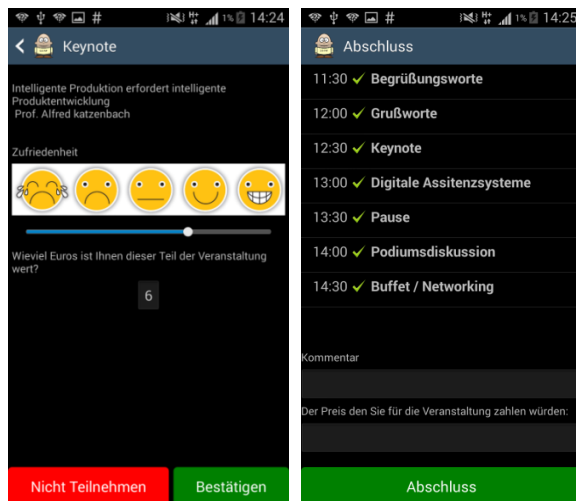 1% 14:24
Keynote
Intelligente Produktion erfordert intelligente
Produktentwicklung
Prof. Alfred katzenbach
Zufriedenheit
Wieviel Euros ist Ihnen dieser Teil der Veranstaltung
wert?
6
Nicht Teilnehmen
Bestätigen
1% 14:25
Abschluss
11:30 Begrüßungsworte
12:00 Grußworte
12:30 Keynote
13:00 Digitale Assitenzsysteme
13:30 Pause
14:00 Podiumsdiskussion
14:30 Buffet / Networking
Kommentar
Der Preis den Sie für die Veranstaltung zahlen würden:
Abschluss